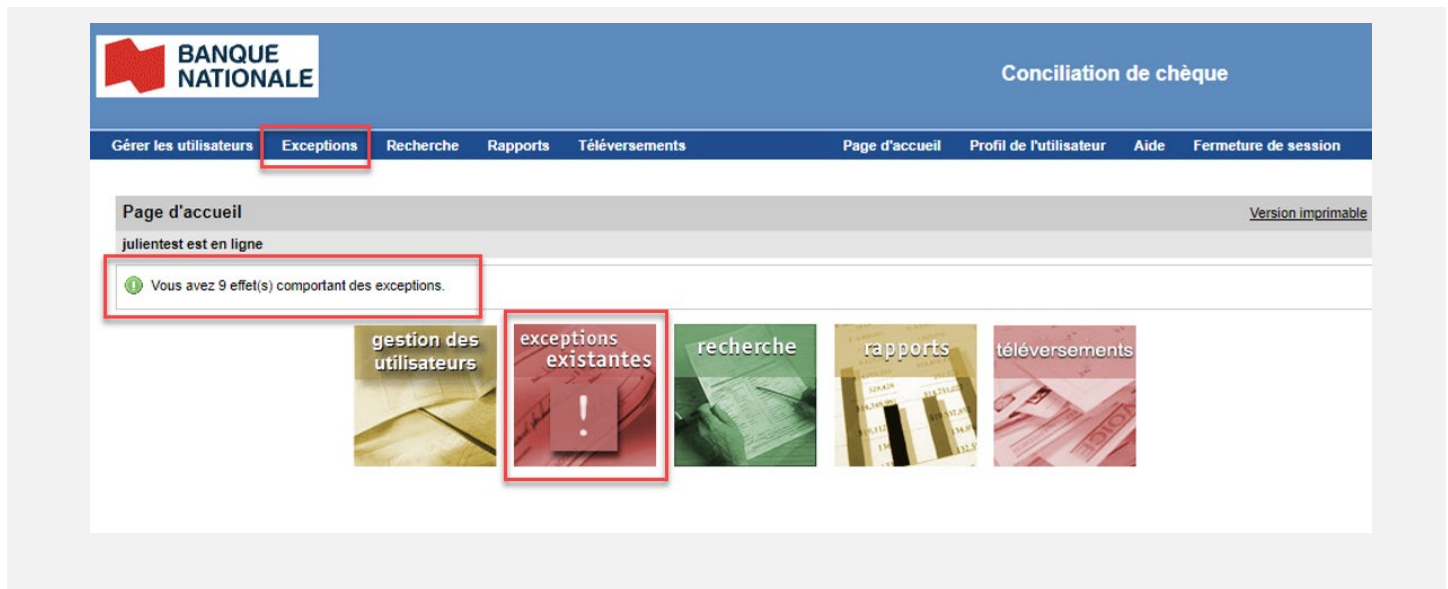 BANQUE
NATIONALE
Conciliation de chèque
Gérer les utilisateurs Exceptions Recherche Rapports Téléversements Page d'accueil Profil de l'utilisateur Aide Fermeture de session
Page d'accueil Version imprimable
julientest est en ligne
Vous avez 9 effet(s) comportant des exceptions.
gestion des
utilisateurs
exceptions
existantes
!
recherche
rapports
téléversements